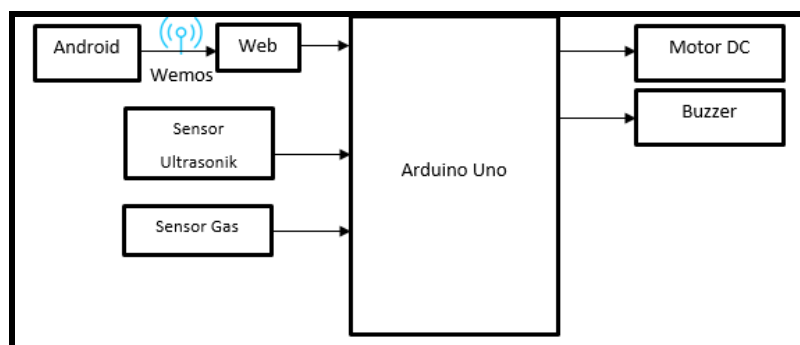 Android
Wemos
Web
Motor DC
Buzzer
Sensor
Ultrasonik
Arduino Uno
Sensor Gas